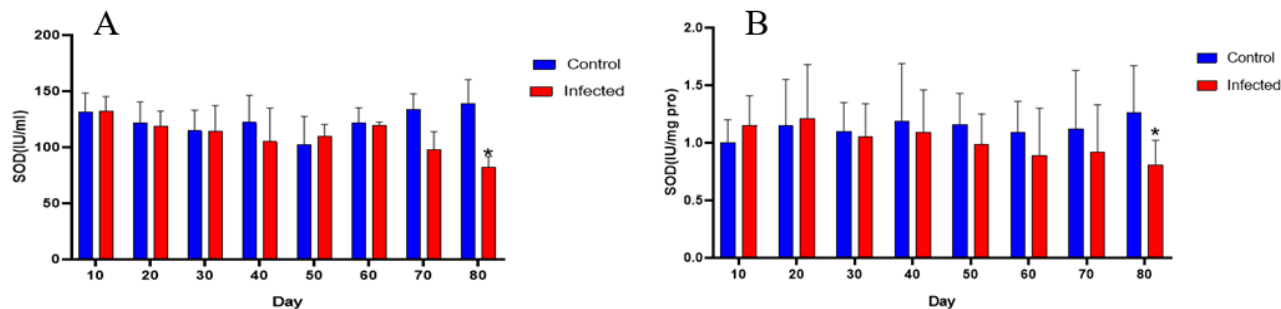 A
200
150
100
50
0
SOD(IU/ml)
10 20 30 40 50 60 70 80
Day
Control
Infected
*
B
2.0
1.5
1.0
0.5
0.0
SOD(IU/mg pro)
10 20 30 40 50 60 70 80
Day
Control
Infected
*